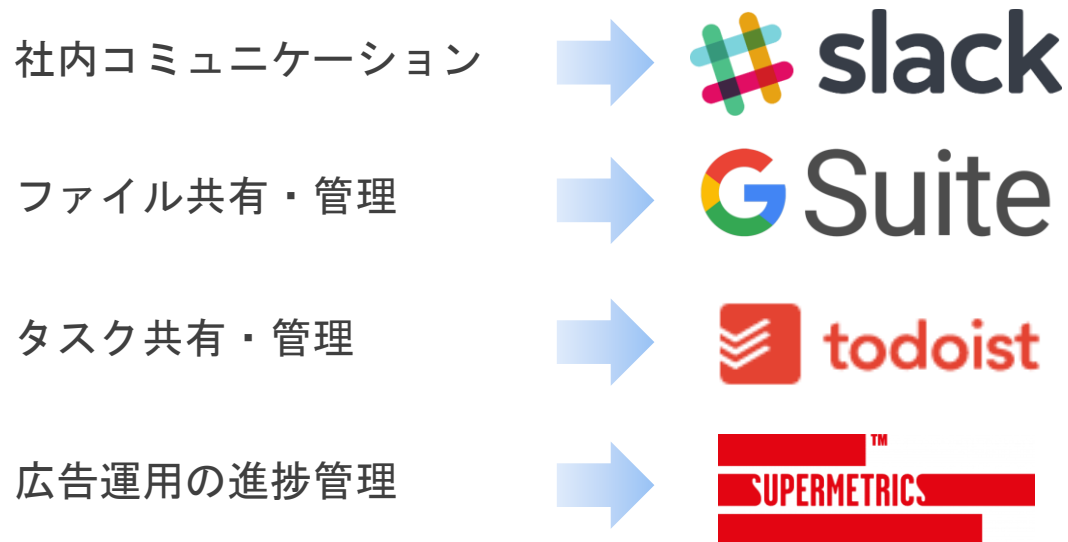 社内コミュニケーション
slack
ファイル共有・管理
G Suite
タスク共有・管理
todoist
広告運用の進捗管理
TM
SUPERMETRICS